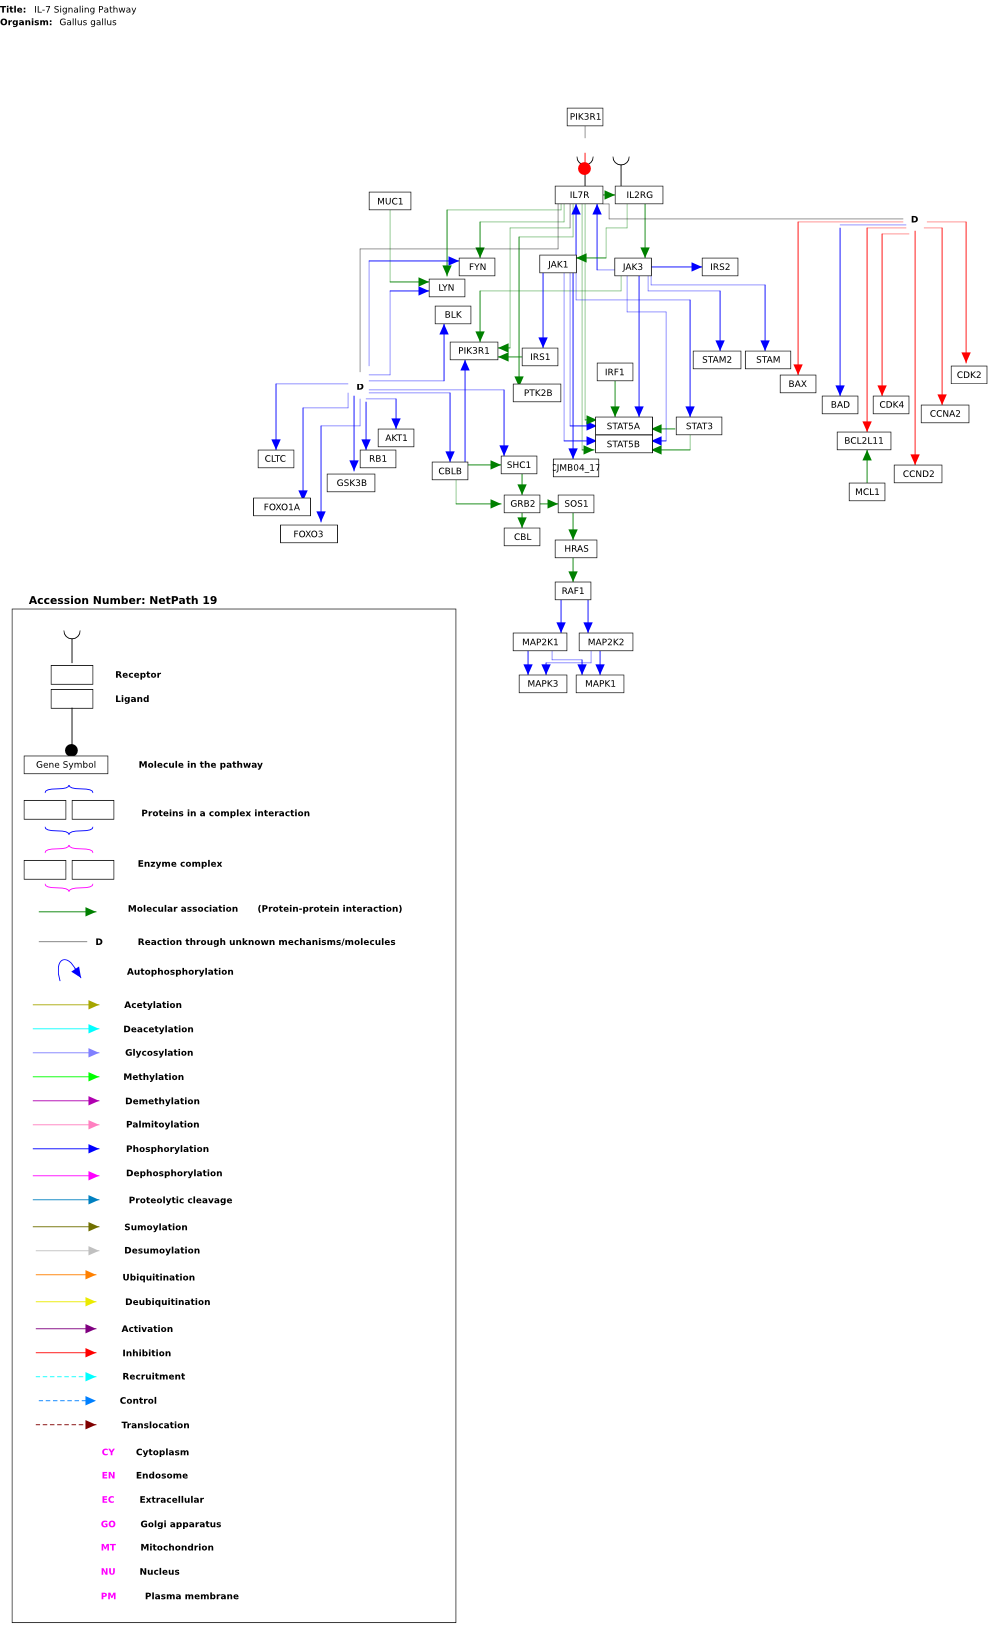 Title: IL-7 Signaling Pathway
Organism: Gallus gallus
PIK3R1
IL7R
IL2RG
MUC1
D
FYN
JAK1
JAK3
IRS2
LYN
BLK
PIK3R1
IRS1
STAM2
STAM
IRF1
CDK2
BAX
D
PTK2B
BAD
CDK4
CCNA2
STAT5A
STAT3
AKT1
STAT5B
BCL2L11
CLTC
RB1
CBLB
SHC1
CJMB04_17
CCND2
GSK3B
MCL1
FOXO1A
GRB2
SOS1
FOXO3
CBL
HRAS
RAF1
MAP2K1
MAP2K2
MAPK3
MAPK1
Accession Number: NetPath 19
Receptor
Ligand
Gene Symbol
Molecule in the pathway
Proteins in a complex interaction
Enzyme complex
Molecular association (Protein-protein interaction)
D Reaction through unknown mechanisms/molecules
Autophosphorylation
Acetylation
Deacetylation
Glycosylation
Methylation
Demethylation
Palmitoylation
Phosphorylation
Dephosphorylation
Proteolytic cleavage
Sumoylation
Desumoylation
Ubiquitination
Deubiquitination
Activation
Inhibition
Recruitment
Control
Translocation
CY Cytoplasm
EN Endosome
EC Extracellular
GO Golgi apparatus
MT Mitochondrion
NU Nucleus
PM Plasma membrane